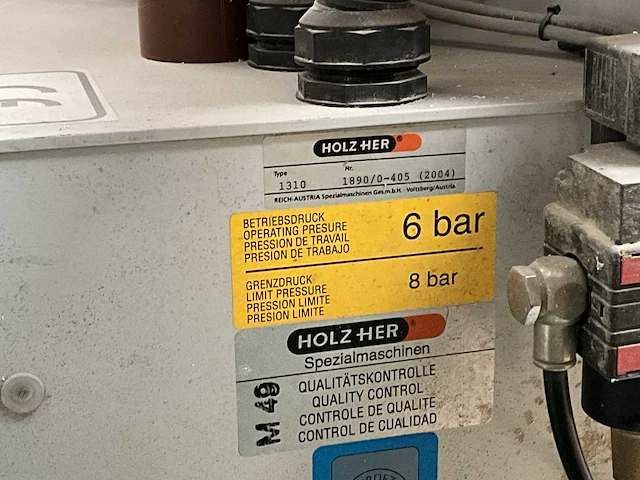 HOLZ-HER®
Type Nr.
1310 1890/0-405 (2004)
REICH-AUSTRIA Spezialmaschinen Ges.m.b.H. · Voitsberg/Austria
BETRIEBSDRUCK
OPERATING PRESURE
PRESSION DE TRAVAIL
PRESION DE TRABAJO
6 bar
GRENZDRUCK
LIMIT PRESSURE
PRESSION LIMITE
PRESION LIMITE
8 bar
HOLZ-HER®
Spezialmaschinen
M 49
QUALITÄTSKONTROLLE
QUALITY CONTROL
CONTROLE DE QUALITE
CONTROL DE CUALIDAD